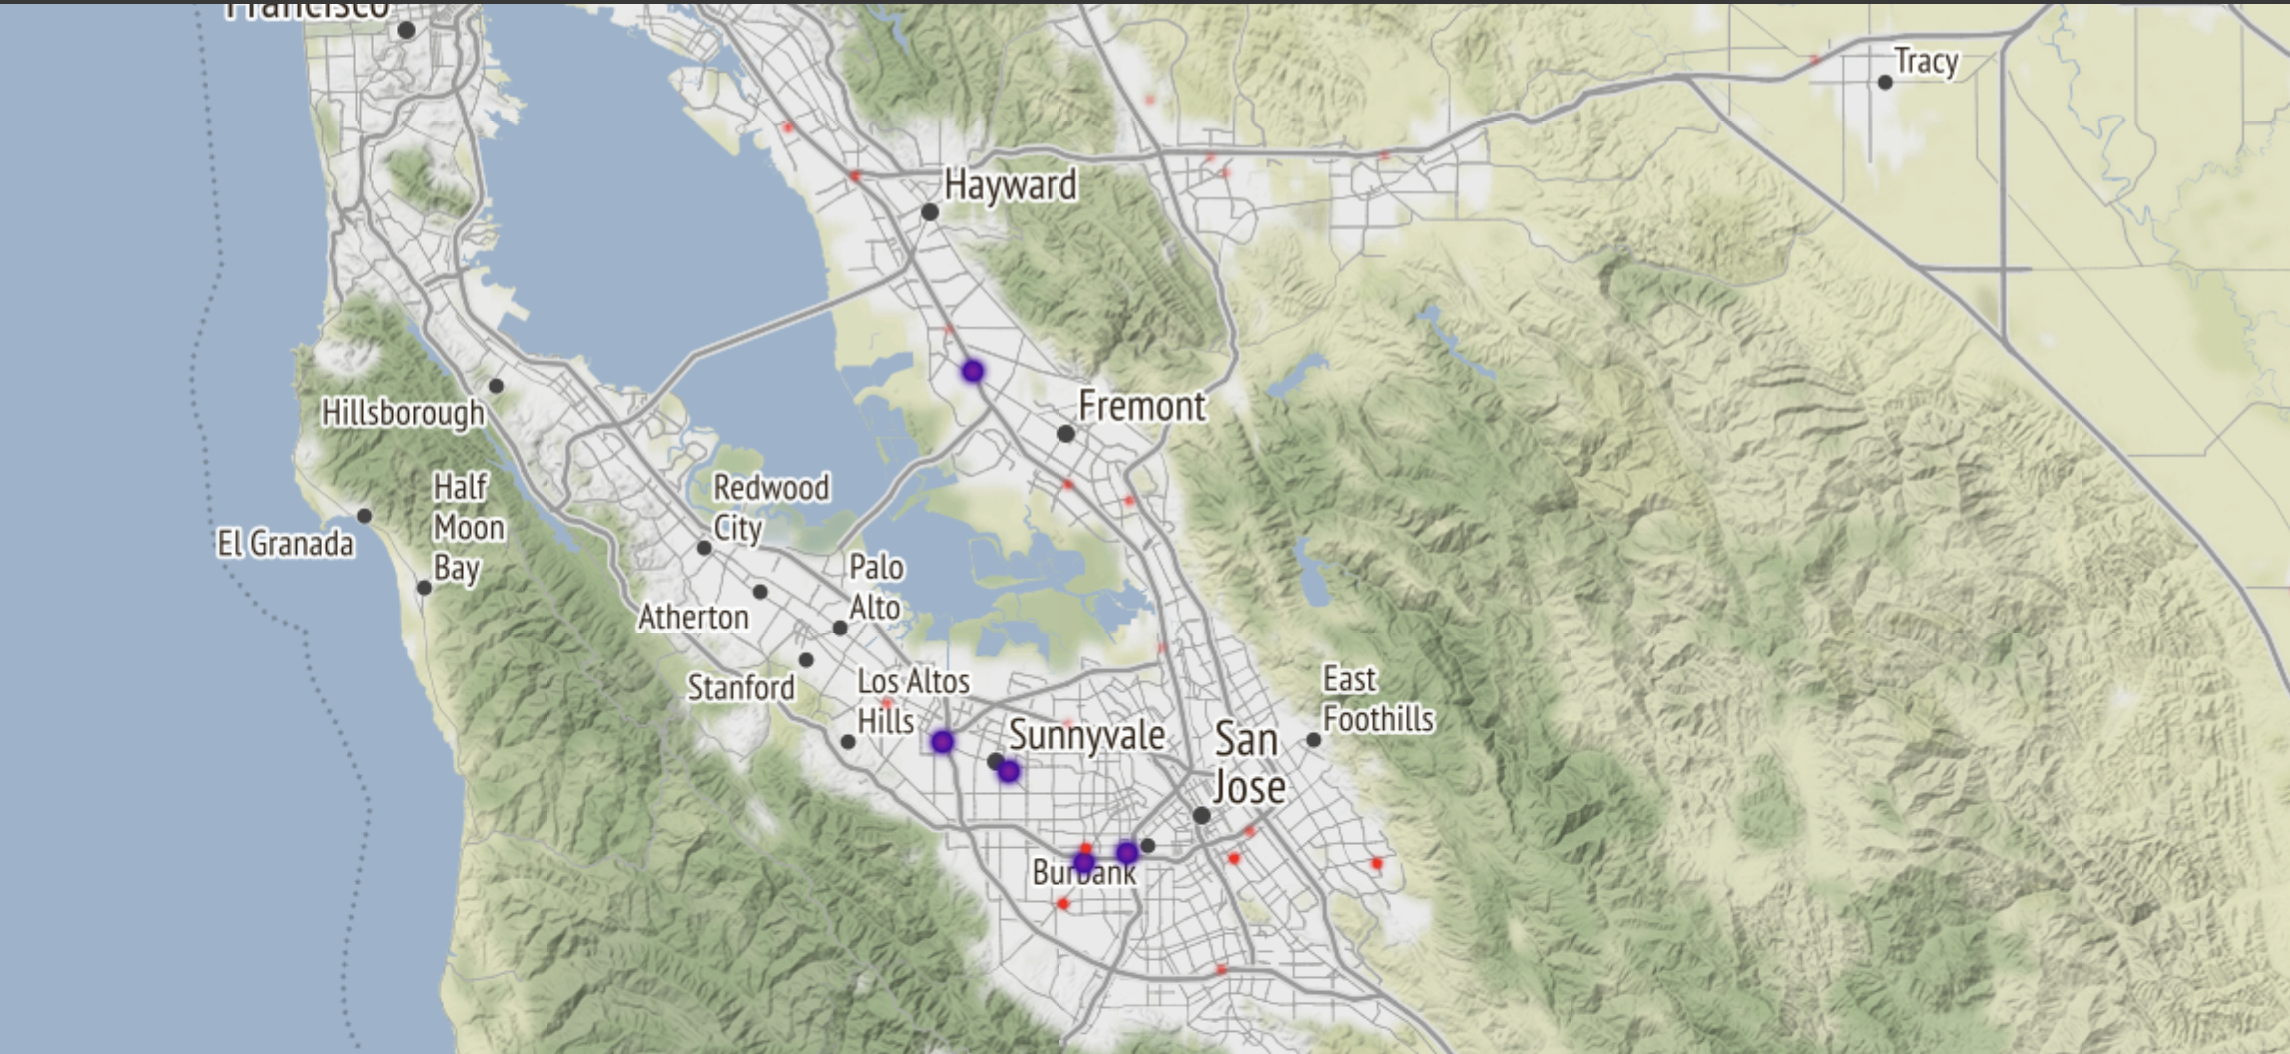 Francisco
Tracy
Hayward
Fremont
Hillsborough
Half
Moon
Bay
Redwood
City
El Granada
Palo
Alto
Atherton
Stanford
Los Altos
Hills
East
Foothills
Sunnyvale
San
Jose
Burbank